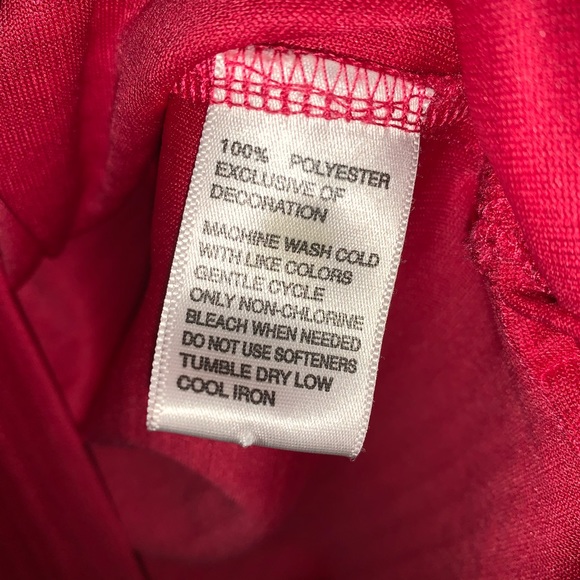 100% POLYESTER
EXCLUSIVE OF
DECORATION
MACHINE WASH COLD
WITH LIKE COLORS
GENTLE CYCLE
ONLY NON-CHLORINE
BLEACH WHEN NEEDED
DO NOT USE SOFTENERS
TUMBLE DRY LOW
COOL IRON